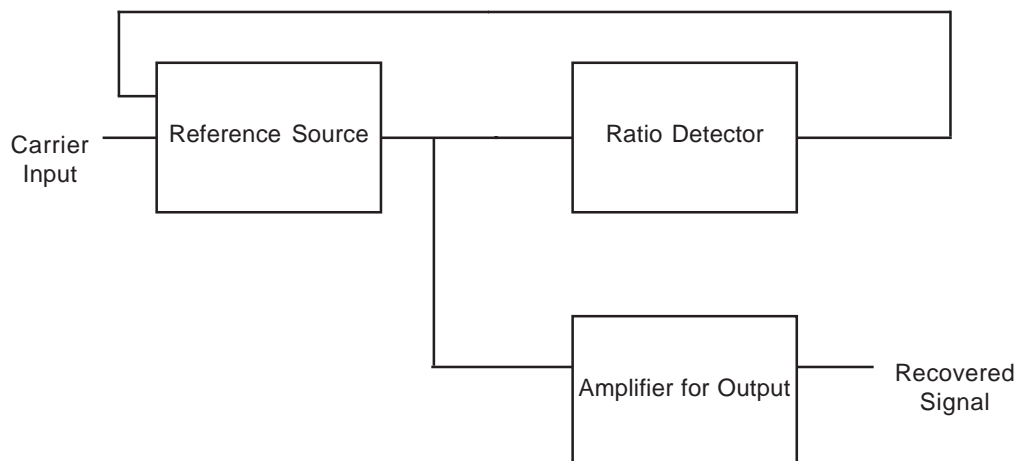 Carrier
Input
Reference Source
Ratio Detector
Amplifier for Output
Recovered
Signal